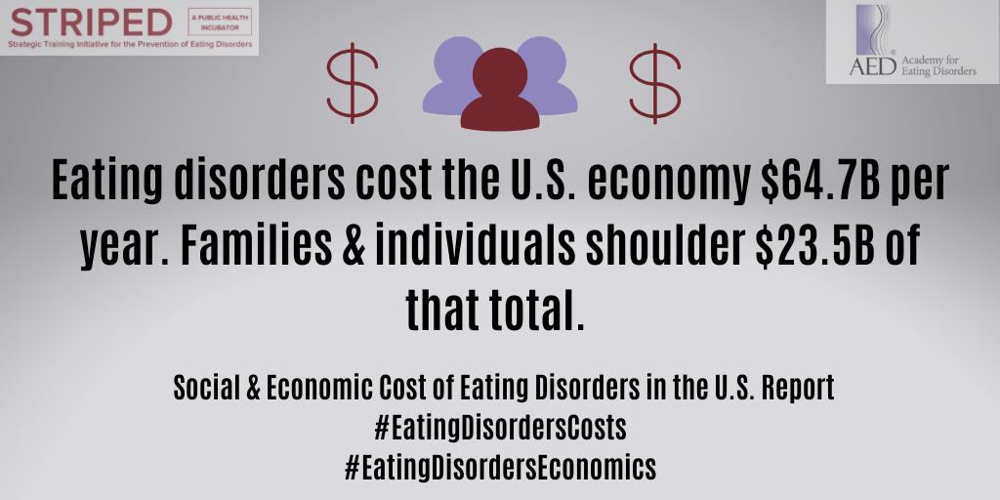 STRIPED
A PUBLIC HEALTH
INCUBATOR
Strategic Training Initiative for the Prevention of Eating Disorders
AED®
Academy for
Eating Disorders
$ $
Eating disorders cost the U.S. economy $64.7B per
year. Families & individuals shoulder $23.5B of
that total.
Social & Economic Cost of Eating Disorders in the U.S. Report
#EatingDisordersCosts
#EatingDisordersEconomics